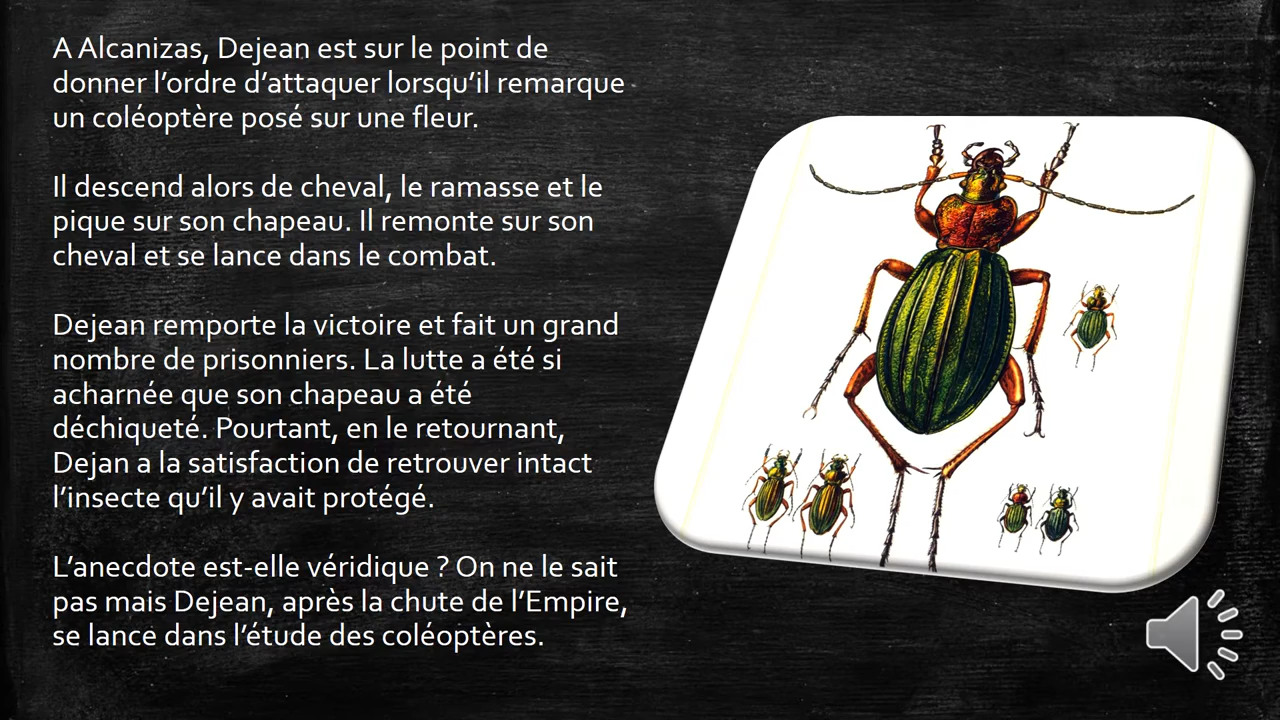 A Alcanizas, Dejean est sur le point de
donner l’ordre d’attaquer lorsqu’il remarque
un coléoptère posé sur une fleur.
Il descend alors de cheval, le ramasse et le
pique sur son chapeau. Il remonte sur son
cheval et se lance dans le combat.
Dejean remporte la victoire et fait un grand
nombre de prisonniers. La lutte a été si
acharnée que son chapeau a été
déchiqueté. Pourtant, en le retournant,
Dejan a la satisfaction de retrouver intact
l’insecte qu’il y avait protégé.
L’anecdote est-elle véridique ? On ne le sait
pas mais Dejean, après la chute de l’Empire,
se lance dans l’étude des coléoptères.